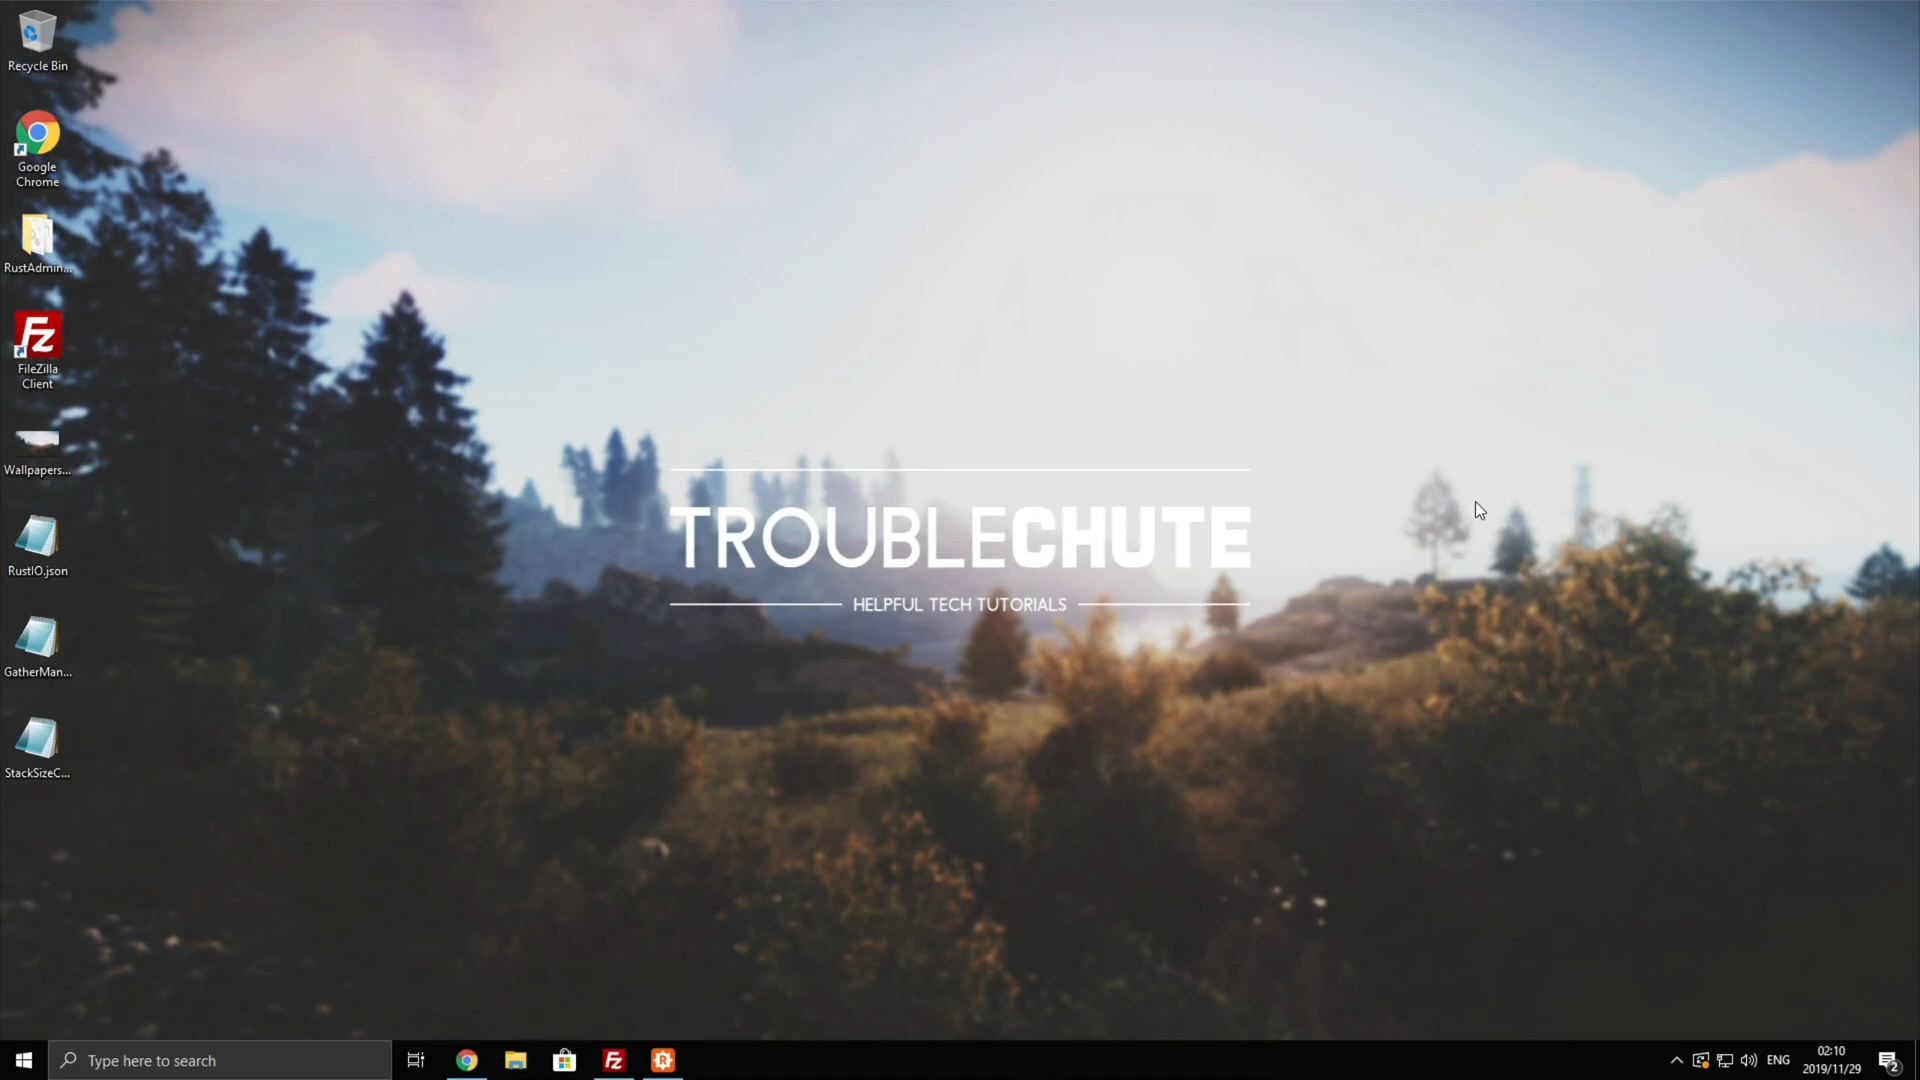 Recycle Bin
Google
Chrome
RustAdmin...
FileZilla
Client
Wallpapers...
RustIO.json
GatherMan...
StackSizeC...
TROUBLECHUTE
HELPFUL TECH TUTORIALS
Type here to search
ENG
02:10
2019/11/29
2